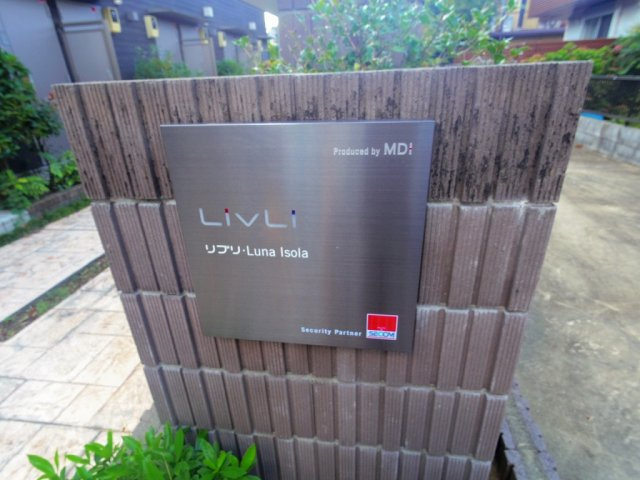 Produced by MDI
LivLi
リブリ・Luna Isola
Security Partner SECOM